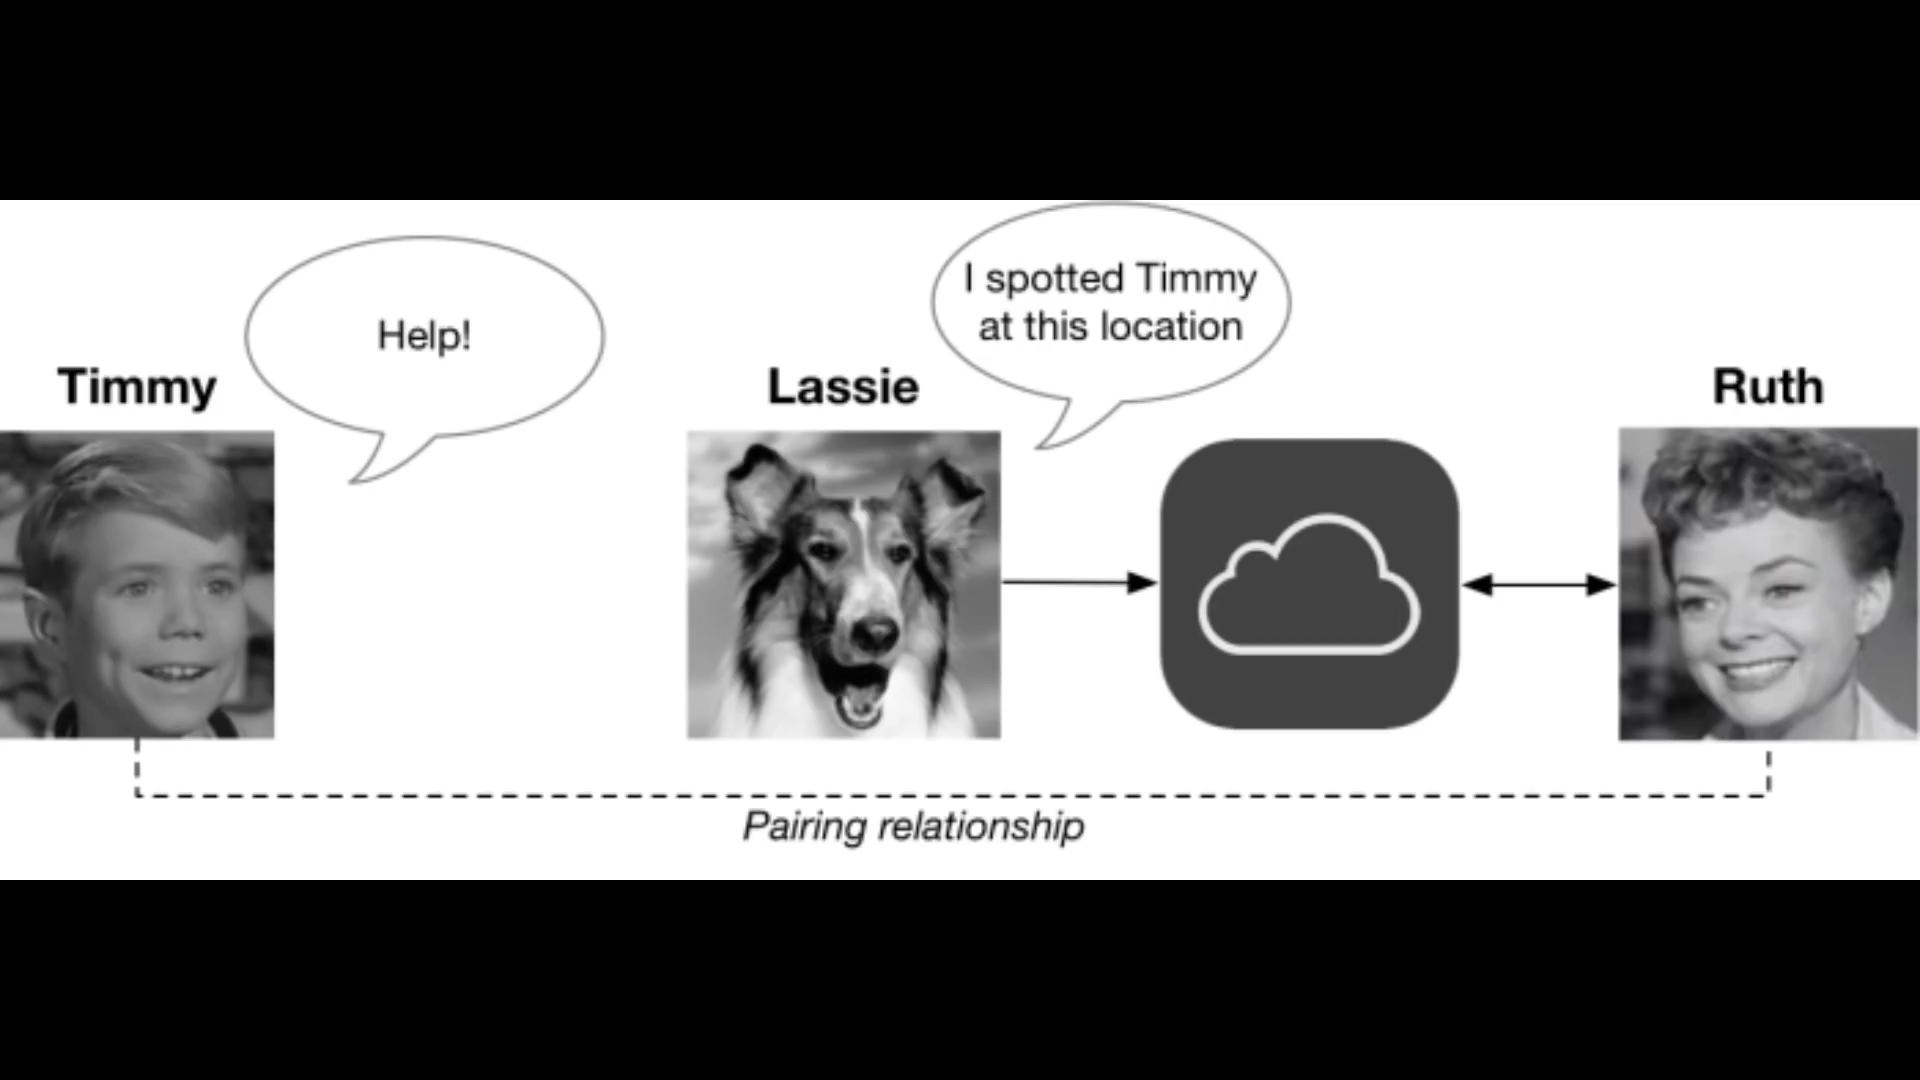 Help!
I spotted Timmy
at this location
Timmy
Lassie
Ruth
Pairing relationship